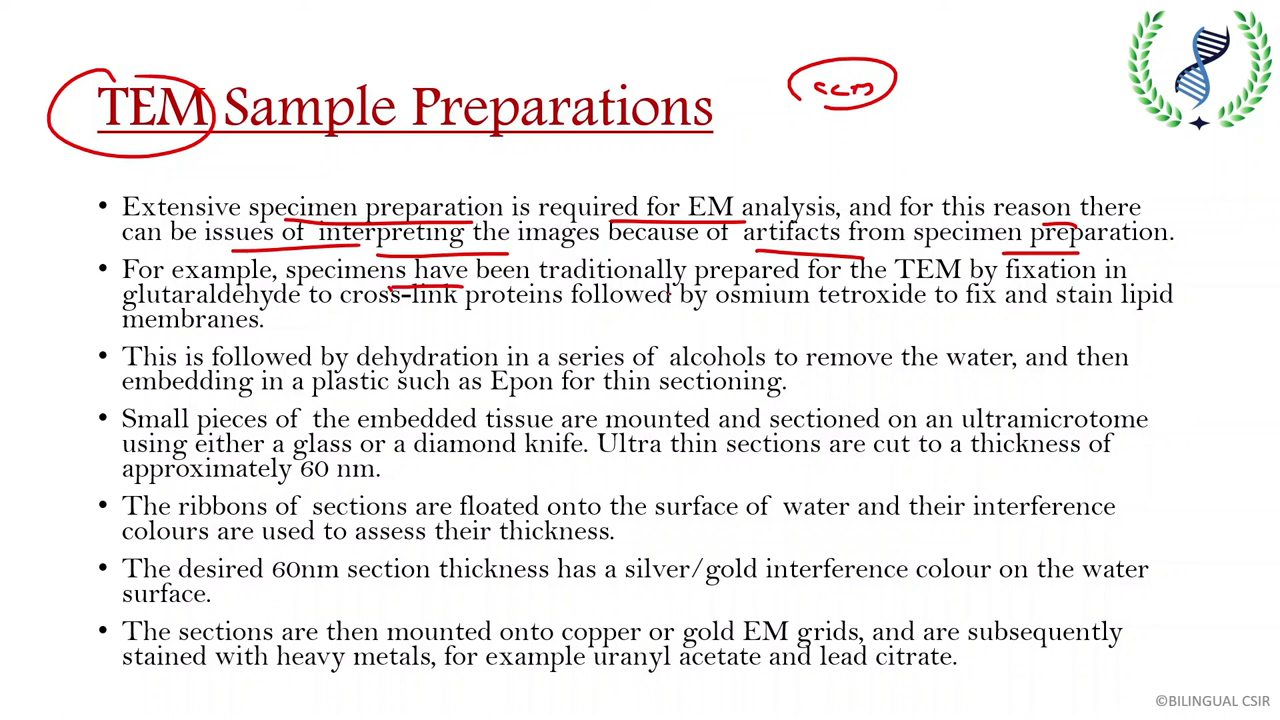 TEM Sample Preparations
• Extensive specimen preparation is required for EM analysis, and for this reason there
can be issues of interpreting the images because of artifacts from specimen preparation.
• For example, specimens have been traditionally prepared for the TEM by fixation in
glutaraldehyde to cross-link proteins followed by osmium tetroxide to fix and stain lipid
membranes.
• This is followed by dehydration in a series of alcohols to remove the water, and then
embedding in a plastic such as Epon for thin sectioning.
• Small pieces of the embedded tissue are mounted and sectioned on an ultramicrotome
using either a glass or a diamond knife. Ultra thin sections are cut to a thickness of
approximately 60 nm.
• The ribbons of sections are floated onto the surface of water and their interference
colours are used to assess their thickness.
• The desired 60nm section thickness has a silver/gold interference colour on the water
surface.
• The sections are then mounted onto copper or gold EM grids, and are subsequently
stained with heavy metals, for example uranyl acetate and lead citrate.
©BILINGUAL CSIR